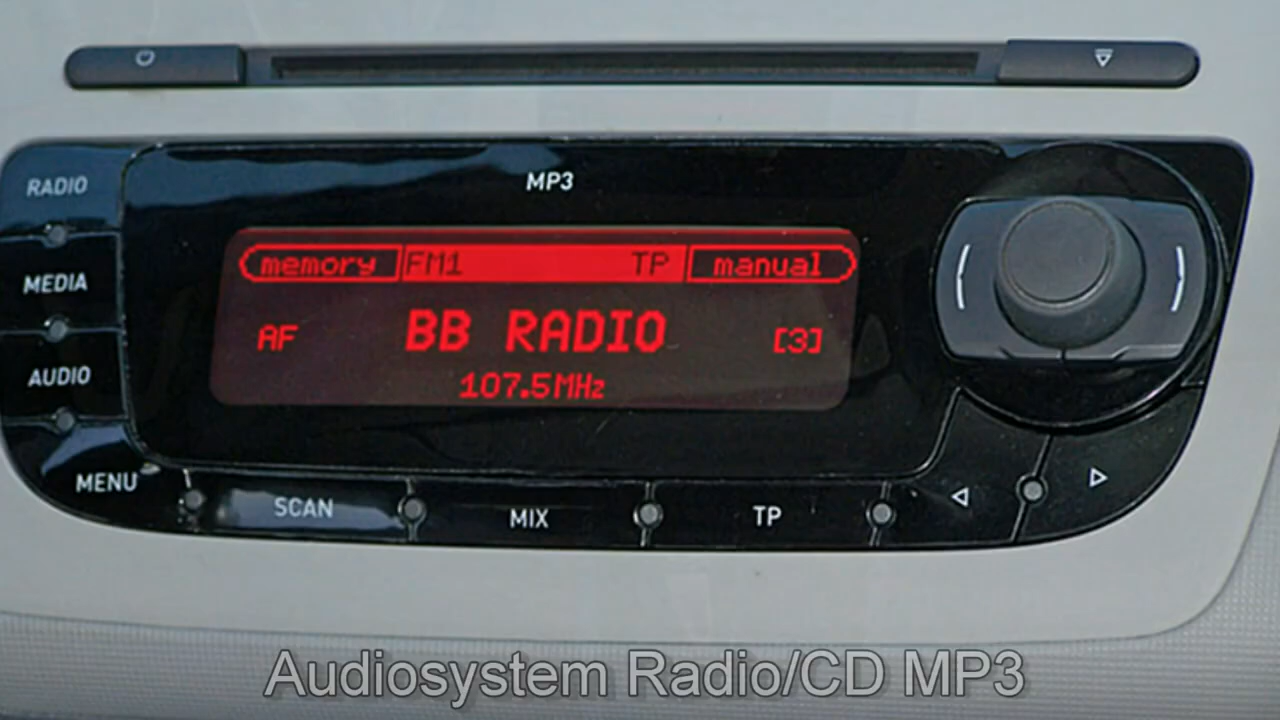 MP3
RADIO
MEDIA
AUDIO
MENU
memory FM1 TP manual
AF BB RADIO [3]
107.5MHz
SCAN MIX TP
Audiosystem Radio/CD MP3